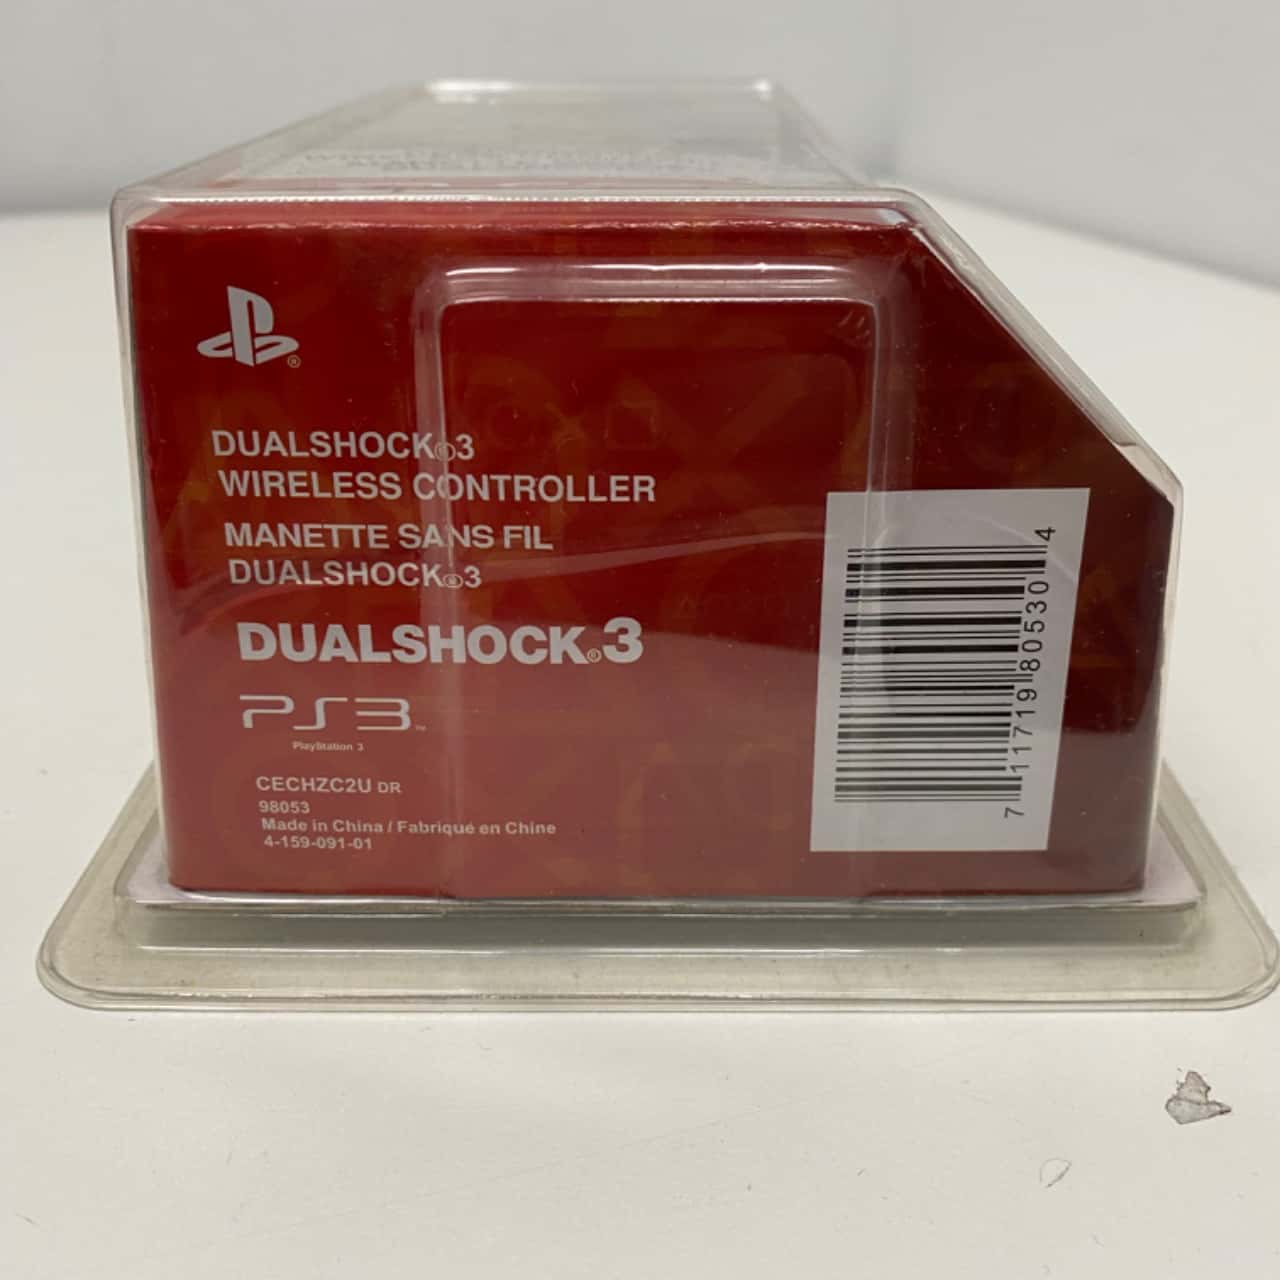 DUALSHOCK®3
WIRELESS CONTROLLER
MANETTE SANS FIL
DUALSHOCK®3
DUALSHOCK®3
PS3™
PlayStation 3
CECHZC2U DR
98053
Made in China / Fabriqué en Chine
4-159-091-01
7 11719 80530 4